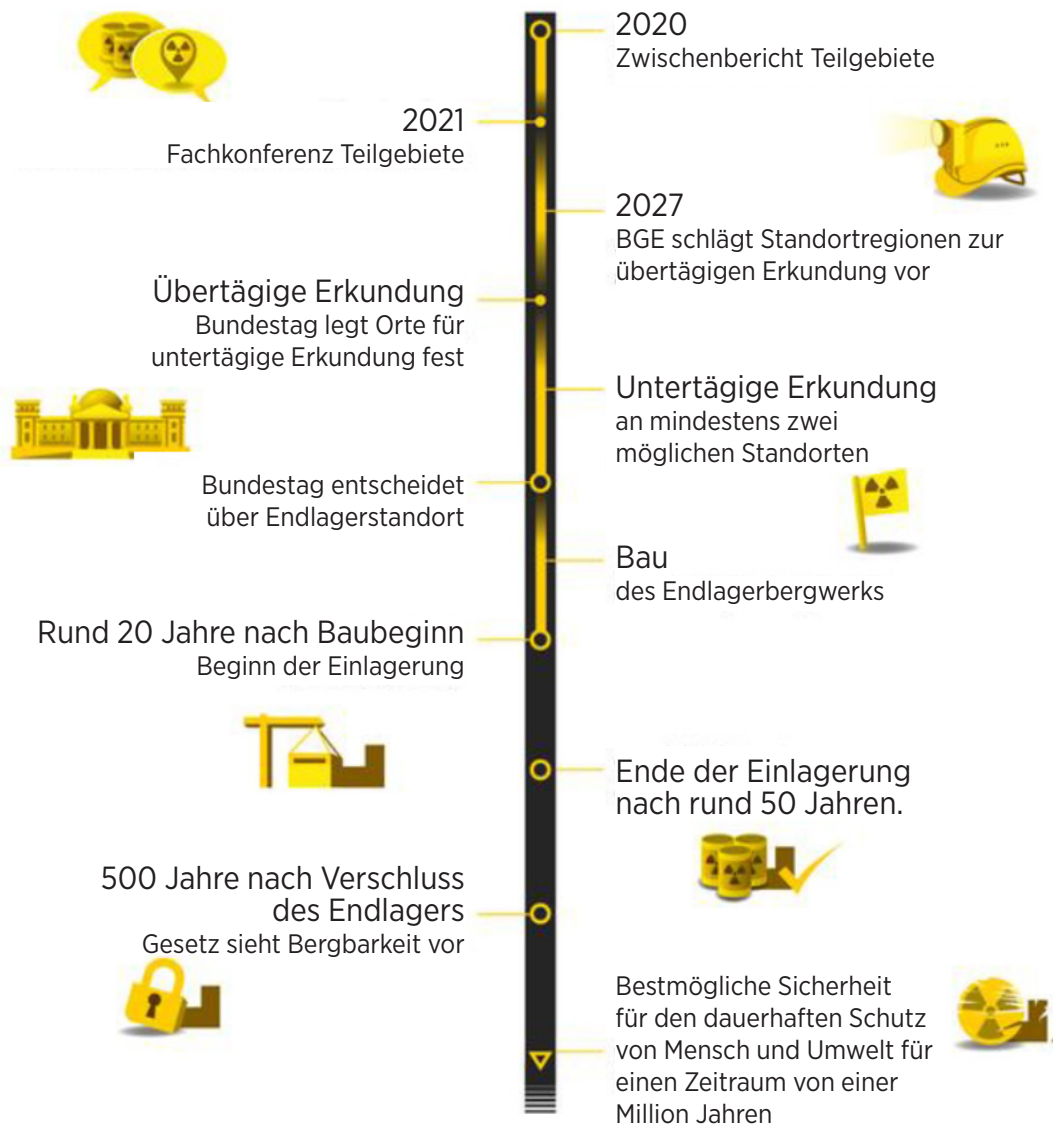 2020
Zwischenbericht Teilgebiete
2021
Fachkonferenz Teilgebiete
2027
BGE schlägt Standortregionen zur
übertägigen Erkundung vor
Übertägige Erkundung
Bundestag legt Orte für
untertägige Erkundung fest
Untertägige Erkundung
an mindestens zwei
möglichen Standorten
Bundestag entscheidet
über Endlagerstandort
Bau
des Endlagerbergwerks
Rund 20 Jahre nach Baubeginn
Beginn der Einlagerung
Ende der Einlagerung
nach rund 50 Jahren.
500 Jahre nach Verschluss
des Endlagers
Gesetz sieht Bergbarkeit vor
Bestmögliche Sicherheit
für den dauerhaften Schutz
von Mensch und Umwelt für
einen Zeitraum von einer
Million Jahren